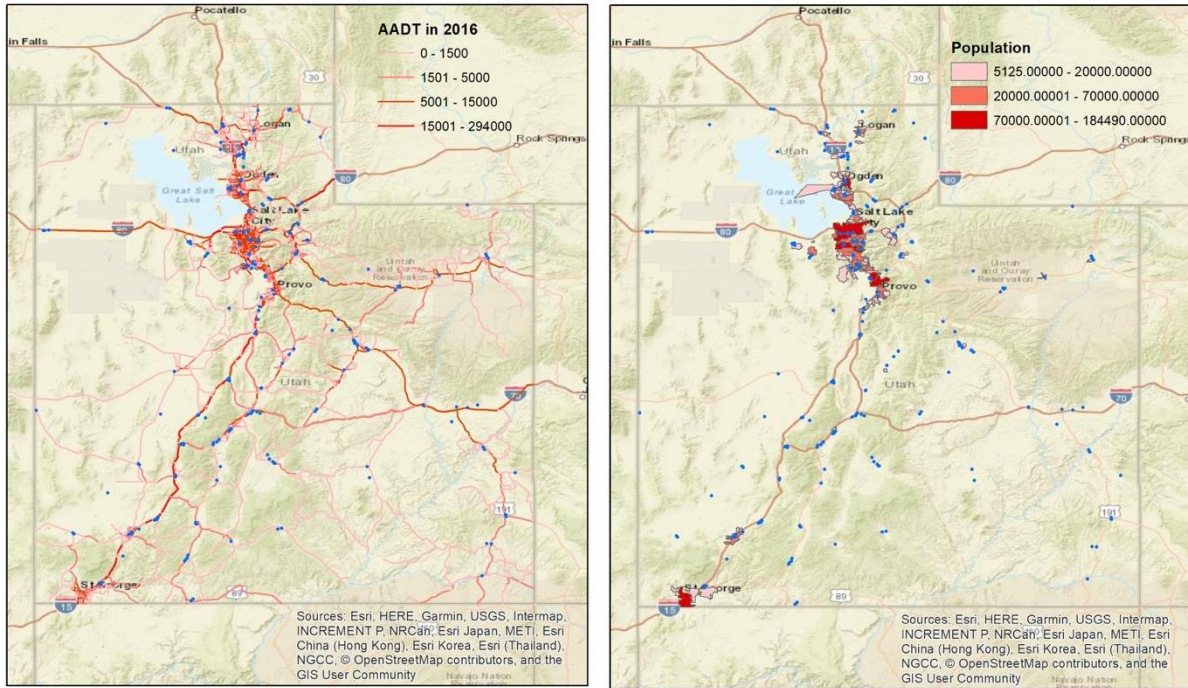 Pocatello
in Falls
AADT in 2016
0 - 1500
1501 - 5000
5001 - 15000
15001 - 294000
30
Logan
Rock Springs
Utah
80
Great Salt
Lake
Salt Lake
City
Uintah
and Ouray
Reservation
Provo
Utah
70
191
St George
89
15
Sources: Esri, HERE, Garmin, USGS, Intermap,
INCREMENT P, NRCan, Esri Japan, METI, Esri
China (Hong Kong), Esri Korea, Esri (Thailand),
NGCC, © OpenStreetMap contributors, and the
GIS User Community
Navajo Nation
Pocatello
in Falls
Population
5125.00000 - 20000.00000
20000.00001 - 70000.00000
70000.00001 - 184490.00000
30
Logan
Rock Springs
Utah
Ogden
80
Great
Lake
Salt Lake
City
80
Uintah
and Ouray
Reservation
Provo
Utah
70
191
St George
89
15
Sources: Esri, HERE, Garmin, USGS, Intermap,
INCREMENT P, NRCan, Esri Japan, METI, Esri
China (Hong Kong), Esri Korea, Esri (Thailand),
NGCC, © OpenStreetMap contributors, and the
GIS User Community
Navajo Nation